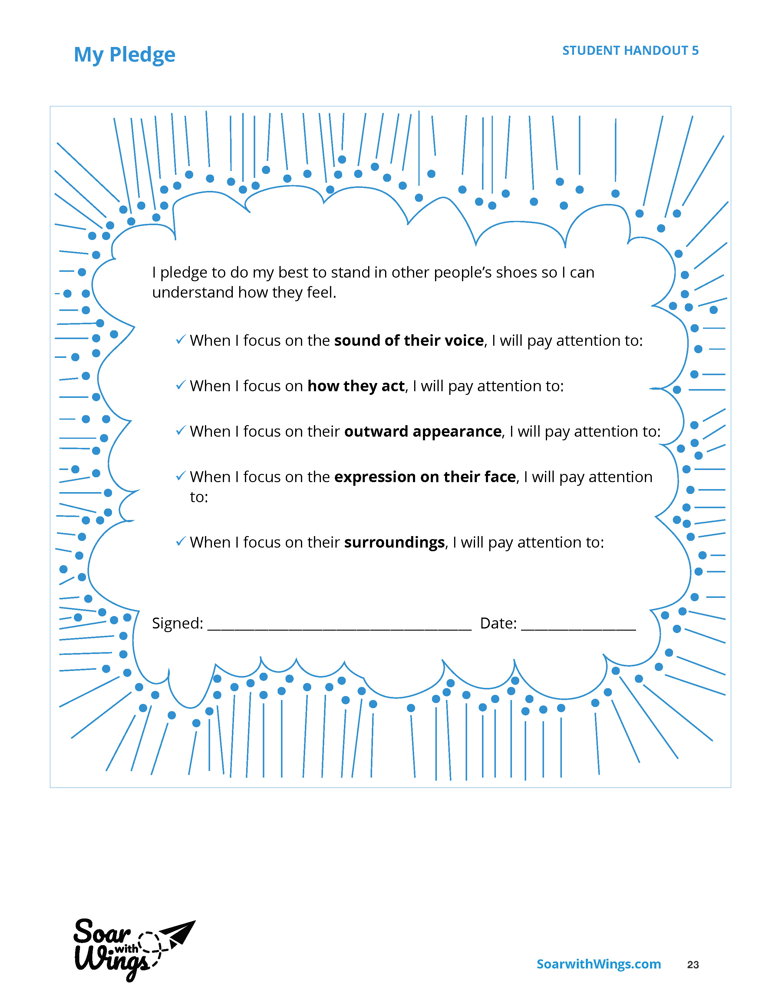 My Pledge
STUDENT HANDOUT 5
I pledge to do my best to stand in other people’s shoes so I can
understand how they feel.
✓ When I focus on the sound of their voice, I will pay attention to:
✓ When I focus on how they act, I will pay attention to:
✓ When I focus on their outward appearance, I will pay attention to:
✓ When I focus on the expression on their face, I will pay attention
to:
✓ When I focus on their surroundings, I will pay attention to:
Signed: ___________________________________ Date: _______________
Soar
with
Wings
SoarwithWings.com 23